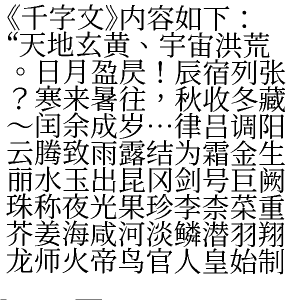 《千字文》内容如下：
“天地玄黄、宇宙洪荒
。日月盈昃！辰宿列张
？寒来暑往，秋收冬藏
～闰余成岁…律吕调阳
云腾致雨露结为霜金生
丽水玉出昆冈剑号巨阙
珠称夜光果珍李柰菜重
芥姜海咸河淡鳞潜羽翔
龙师火帝鸟官人皇始制